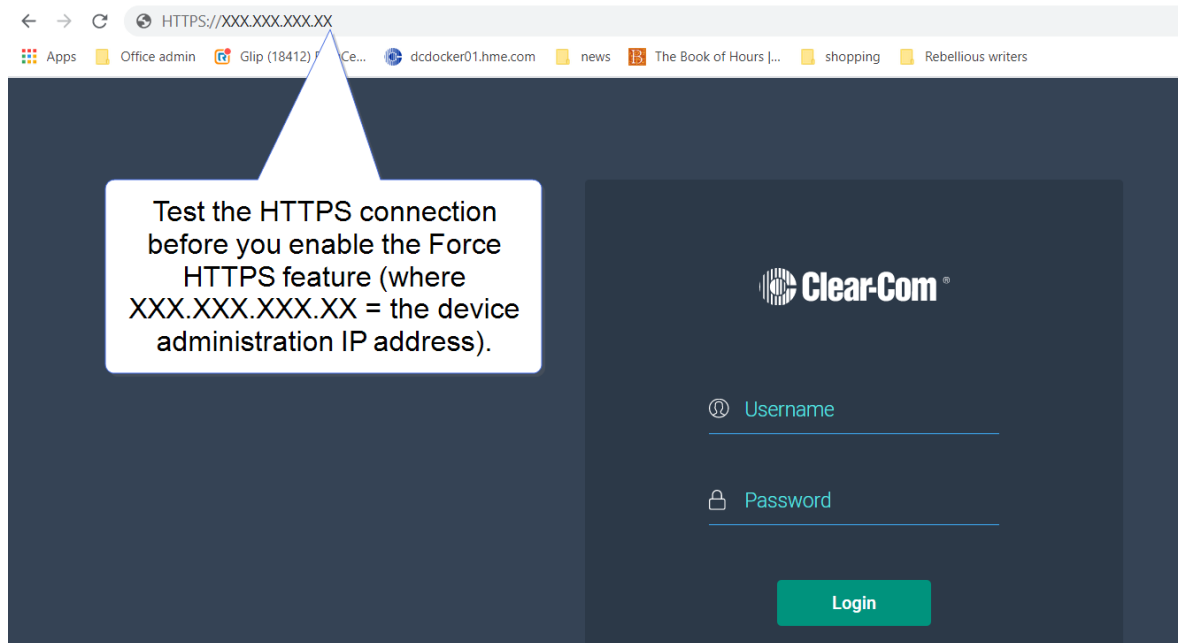 HTTPS://XXX.XXX.XXX.XX
Apps Office admin Glip (18412) Ce... dcdocker01.hme.com news The Book of Hours |... shopping Rebellious writers
Test the HTTPS connection
before you enable the Force
HTTPS feature (where
XXX.XXX.XXX.XX = the device
administration IP address).
Clear-Com ®
Username
Password
Login